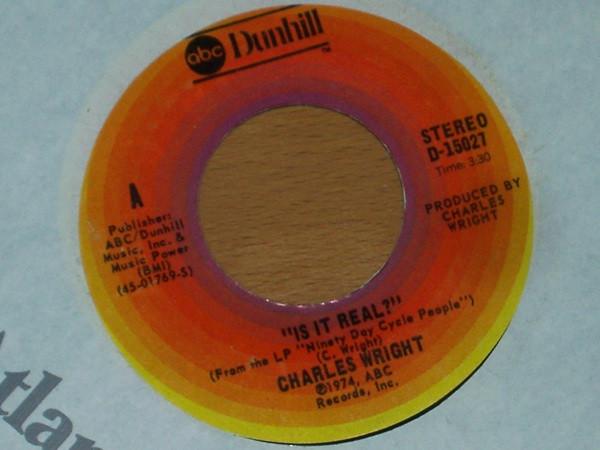 abc Dunhill
TM
STEREO
D-15027
Time: 3:30
PRODUCED BY
CHARLES
WRIGHT
A
Publisher:
ABC/Dunhill
Music, Inc. &
Music Power
(BMI)
(45-01769-S)
"IS IT REAL?"
(From the LP "Ninety Day Cycle People")
(C. Wright)
CHARLES WRIGHT
℗1974, ABC
Records, Inc.